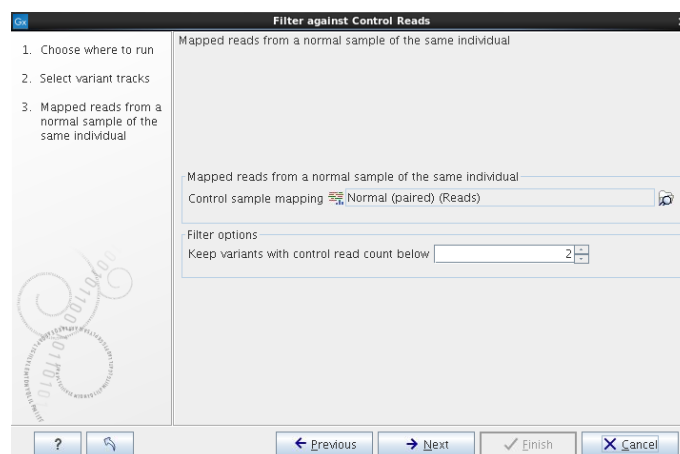 Gx
Filter against Control Reads
1. Choose where to run
2. Select variant tracks
3. Mapped reads from a
normal sample of the
same individual
Mapped reads from a normal sample of the same individual
Mapped reads from a normal sample of the same individual
Control sample mapping Normal (paired) (Reads)
Filter options
Keep variants with control read count below 2
? Previous Next Finish Cancel